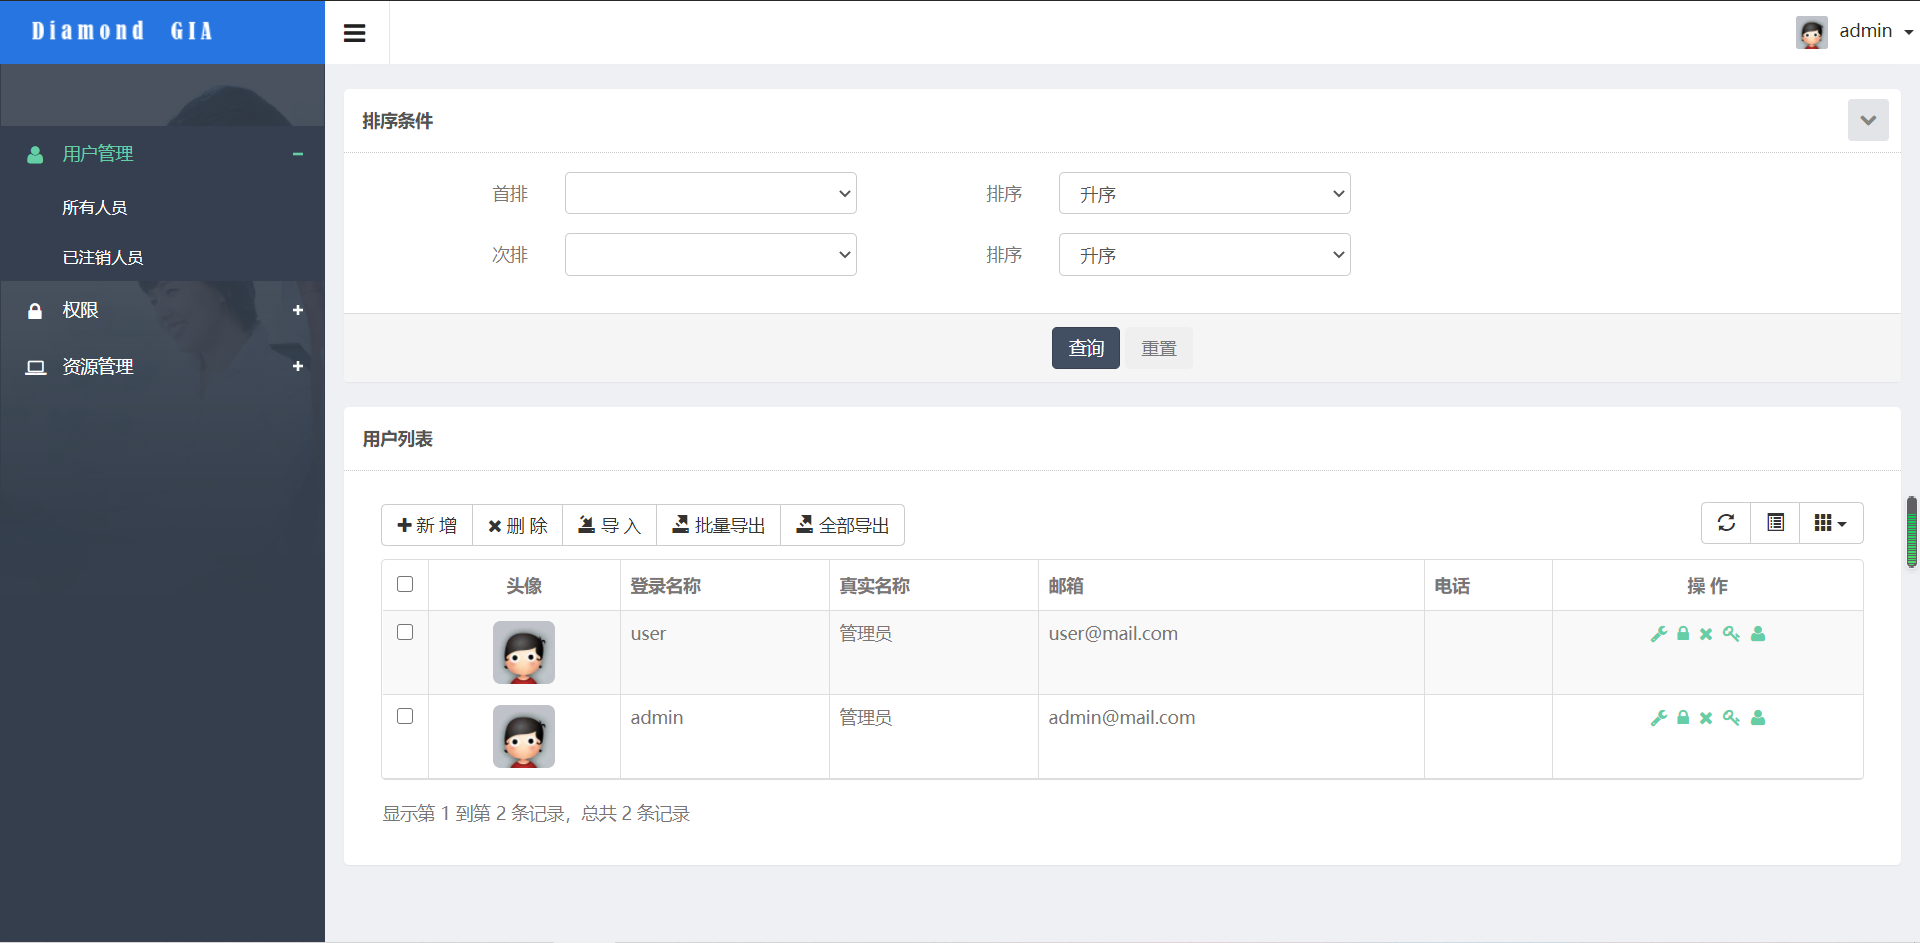 Diamond GIA
admin
用户管理
所有人员
已注销人员
权限
资源管理
排序条件
首排
排序 升序
次排
排序 升序
查询 重置
用户列表
新 增 删 除 导 入 批量导出 全部导出
头像 登录名称 真实名称 邮箱 电话 操 作
user 管理员 user@mail.com
admin 管理员 admin@mail.com
显示第 1 到第 2 条记录，总共 2 条记录